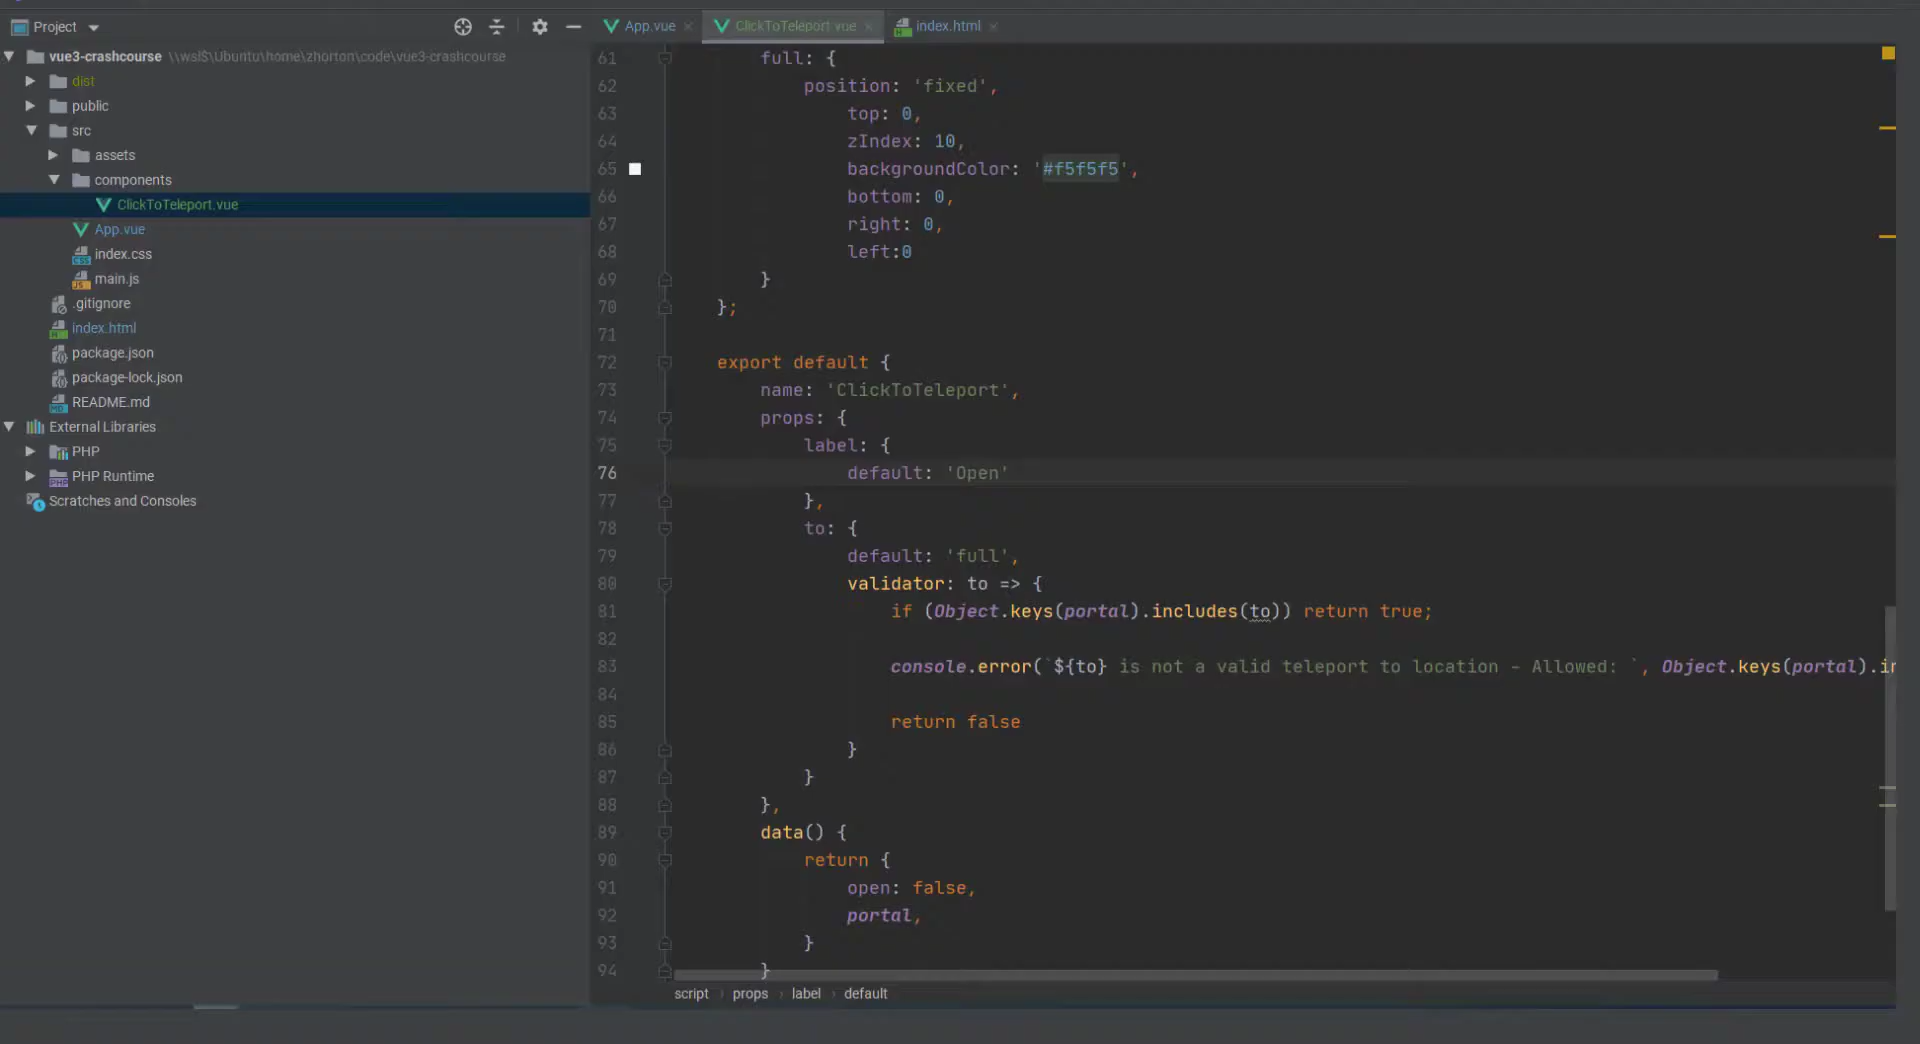 Project
App.vue
ClickToTeleport.vue
index.html
vue3-crashcourse \\wsl$\Ubuntu\home\zhorton\code\vue3-crashcourse
dist
public
src
assets
components
ClickToTeleport.vue
App.vue
index.css
main.js
.gitignore
index.html
package.json
package-lock.json
README.md
External Libraries
PHP
PHP Runtime
Scratches and Consoles
61 full: {
62 position: 'fixed',
63 top: 0,
64 zIndex: 10,
65 backgroundColor: '#f5f5f5',
66 bottom: 0,
67 right: 0,
68 left:0
69 }
70 };
71
72 export default {
73 name: 'ClickToTeleport',
74 props: {
75 label: {
76 default: 'Open'
77 },
78 to: {
79 default: 'full',
80 validator: to => {
81 if (Object.keys(portal).includes(to)) return true;
82
83 console.error(`${to} is not a valid teleport to location - Allowed: `, Object.keys(portal).in
84
85 return false
86 }
87 }
88 },
89 data() {
90 return {
91 open: false,
92 portal,
93 }
94 }
script › props › label › default